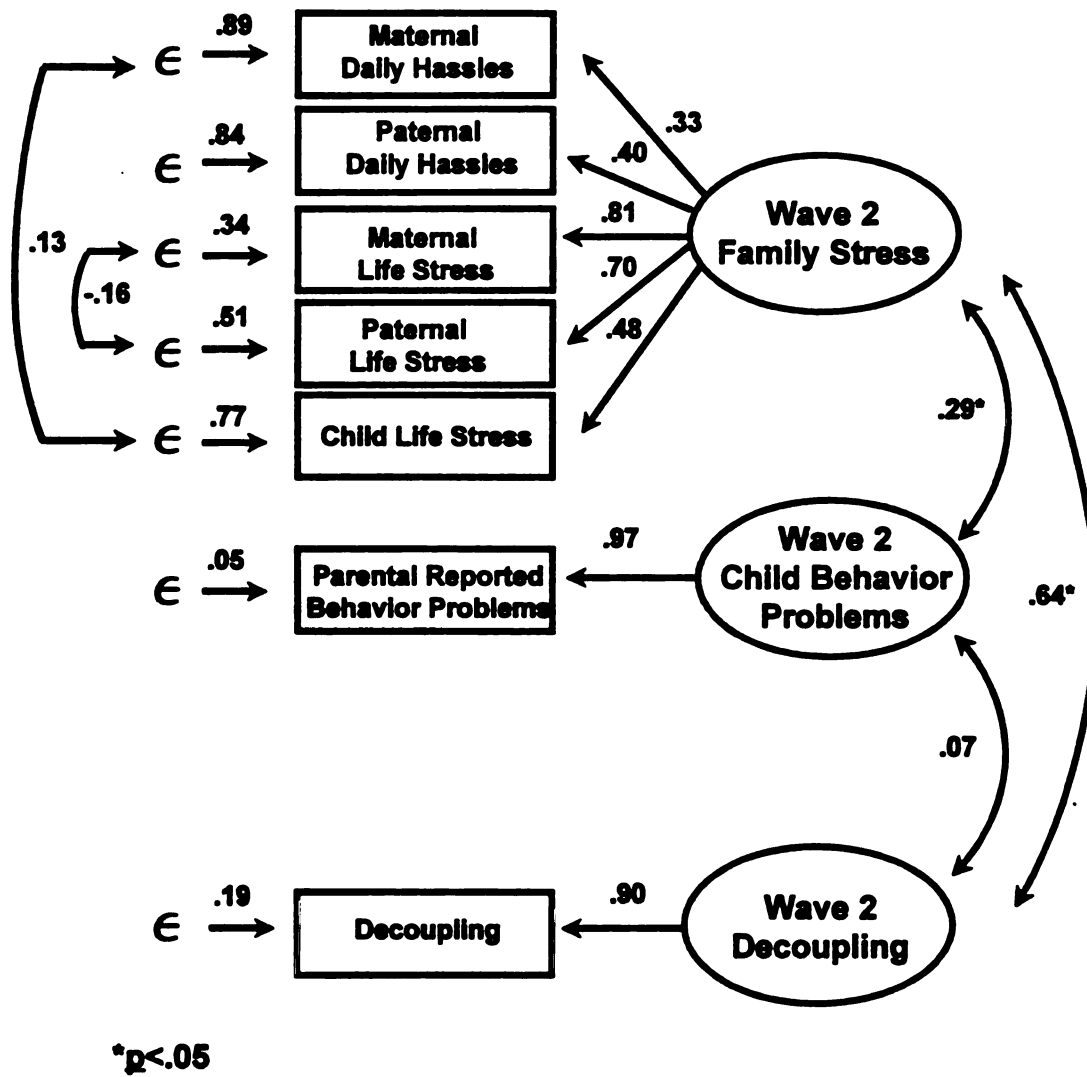 .89
ϵ
Maternal
Daily Hassles
.33
.84
ϵ
Paternal
Daily Hassles
.40
Wave 2
Family Stress
.13
.34
ϵ
Maternal
Life Stress
.81
-.16
.70
.51
ϵ
Paternal
Life Stress
.48
.77
ϵ
Child Life Stress
.29*
.05
ϵ
Parental Reported
Behavior Problems
.97
Wave 2
Child Behavior
Problems
.64*
.07
.19
ϵ
Decoupling
.90
Wave 2
Decoupling
*p<.05